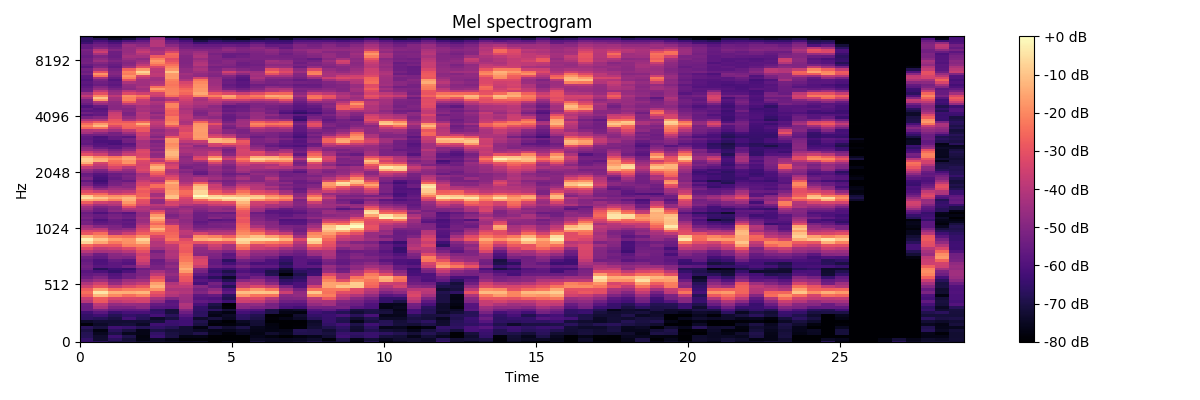 Mel spectrogram
8192
4096
2048
1024
512
0
Hz
0 5 10 15 20 25
Time
+0 dB
-10 dB
-20 dB
-30 dB
-40 dB
-50 dB
-60 dB
-70 dB
-80 dB